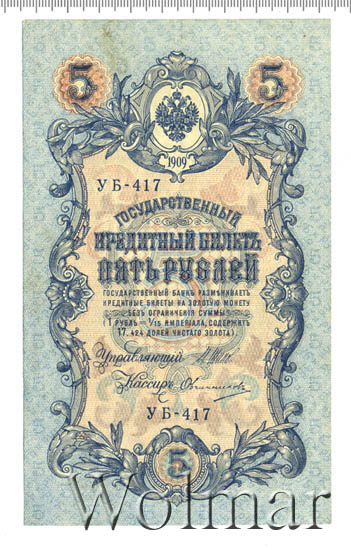 5 5
1909
УБ-417
ГОСУДАРСТВЕННЫЙ
КРЕДИТНЫЙ БИЛЕТЪ
ПЯТЬ РУБЛЕЙ
ГОСУДАРСТВЕННЫЙ БАНКЪ РАЗМѢНИВАЕТЪ
КРЕДИТНЫЕ БИЛЕТЫ НА ЗОЛОТУЮ МОНЕТУ
БЕЗЪ ОГРАНИЧЕНІЯ СУММЫ
(1 РУБЛЬ = 1/15 ИМПЕРІАЛА, СОДЕРЖИТЪ
17,424 ДОЛЕЙ ЧИСТАГО ЗОЛОТА).
Управляющій
Кассиръ
УБ-417
5
Wolmar